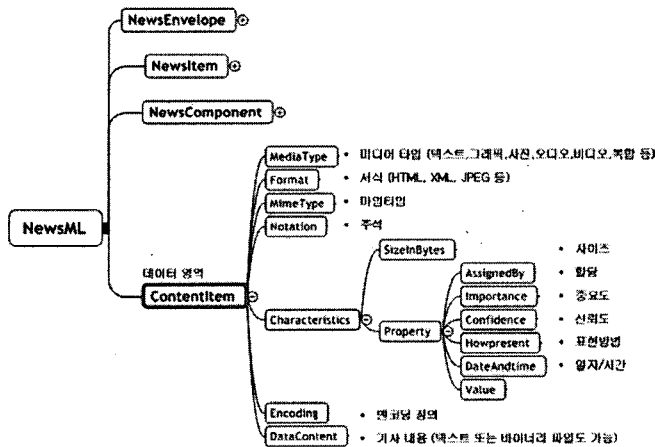 NewsEnvelope
NewsItem
NewsComponent
MediaType • 미디어 타입 (텍스트,그래픽,사진,오디오,비디오,복합 등)
Format • 서식 (HTML, XML, JPEG 등)
MimeType • 마임타입
NewsML
Notation • 주석
SizeInBytes • 사이즈
데이터 영역
AssignedBy • 할당
ContentItem
Importance • 중요도
Characteristics
Property
Confidence • 신뢰도
Howpresent • 표현방법
DateAndtime • 일자/시간
Value
Encoding • 엔코딩 정의
DataContent • 기사 내용 (텍스트 또는 바이너리 파일도 가능)